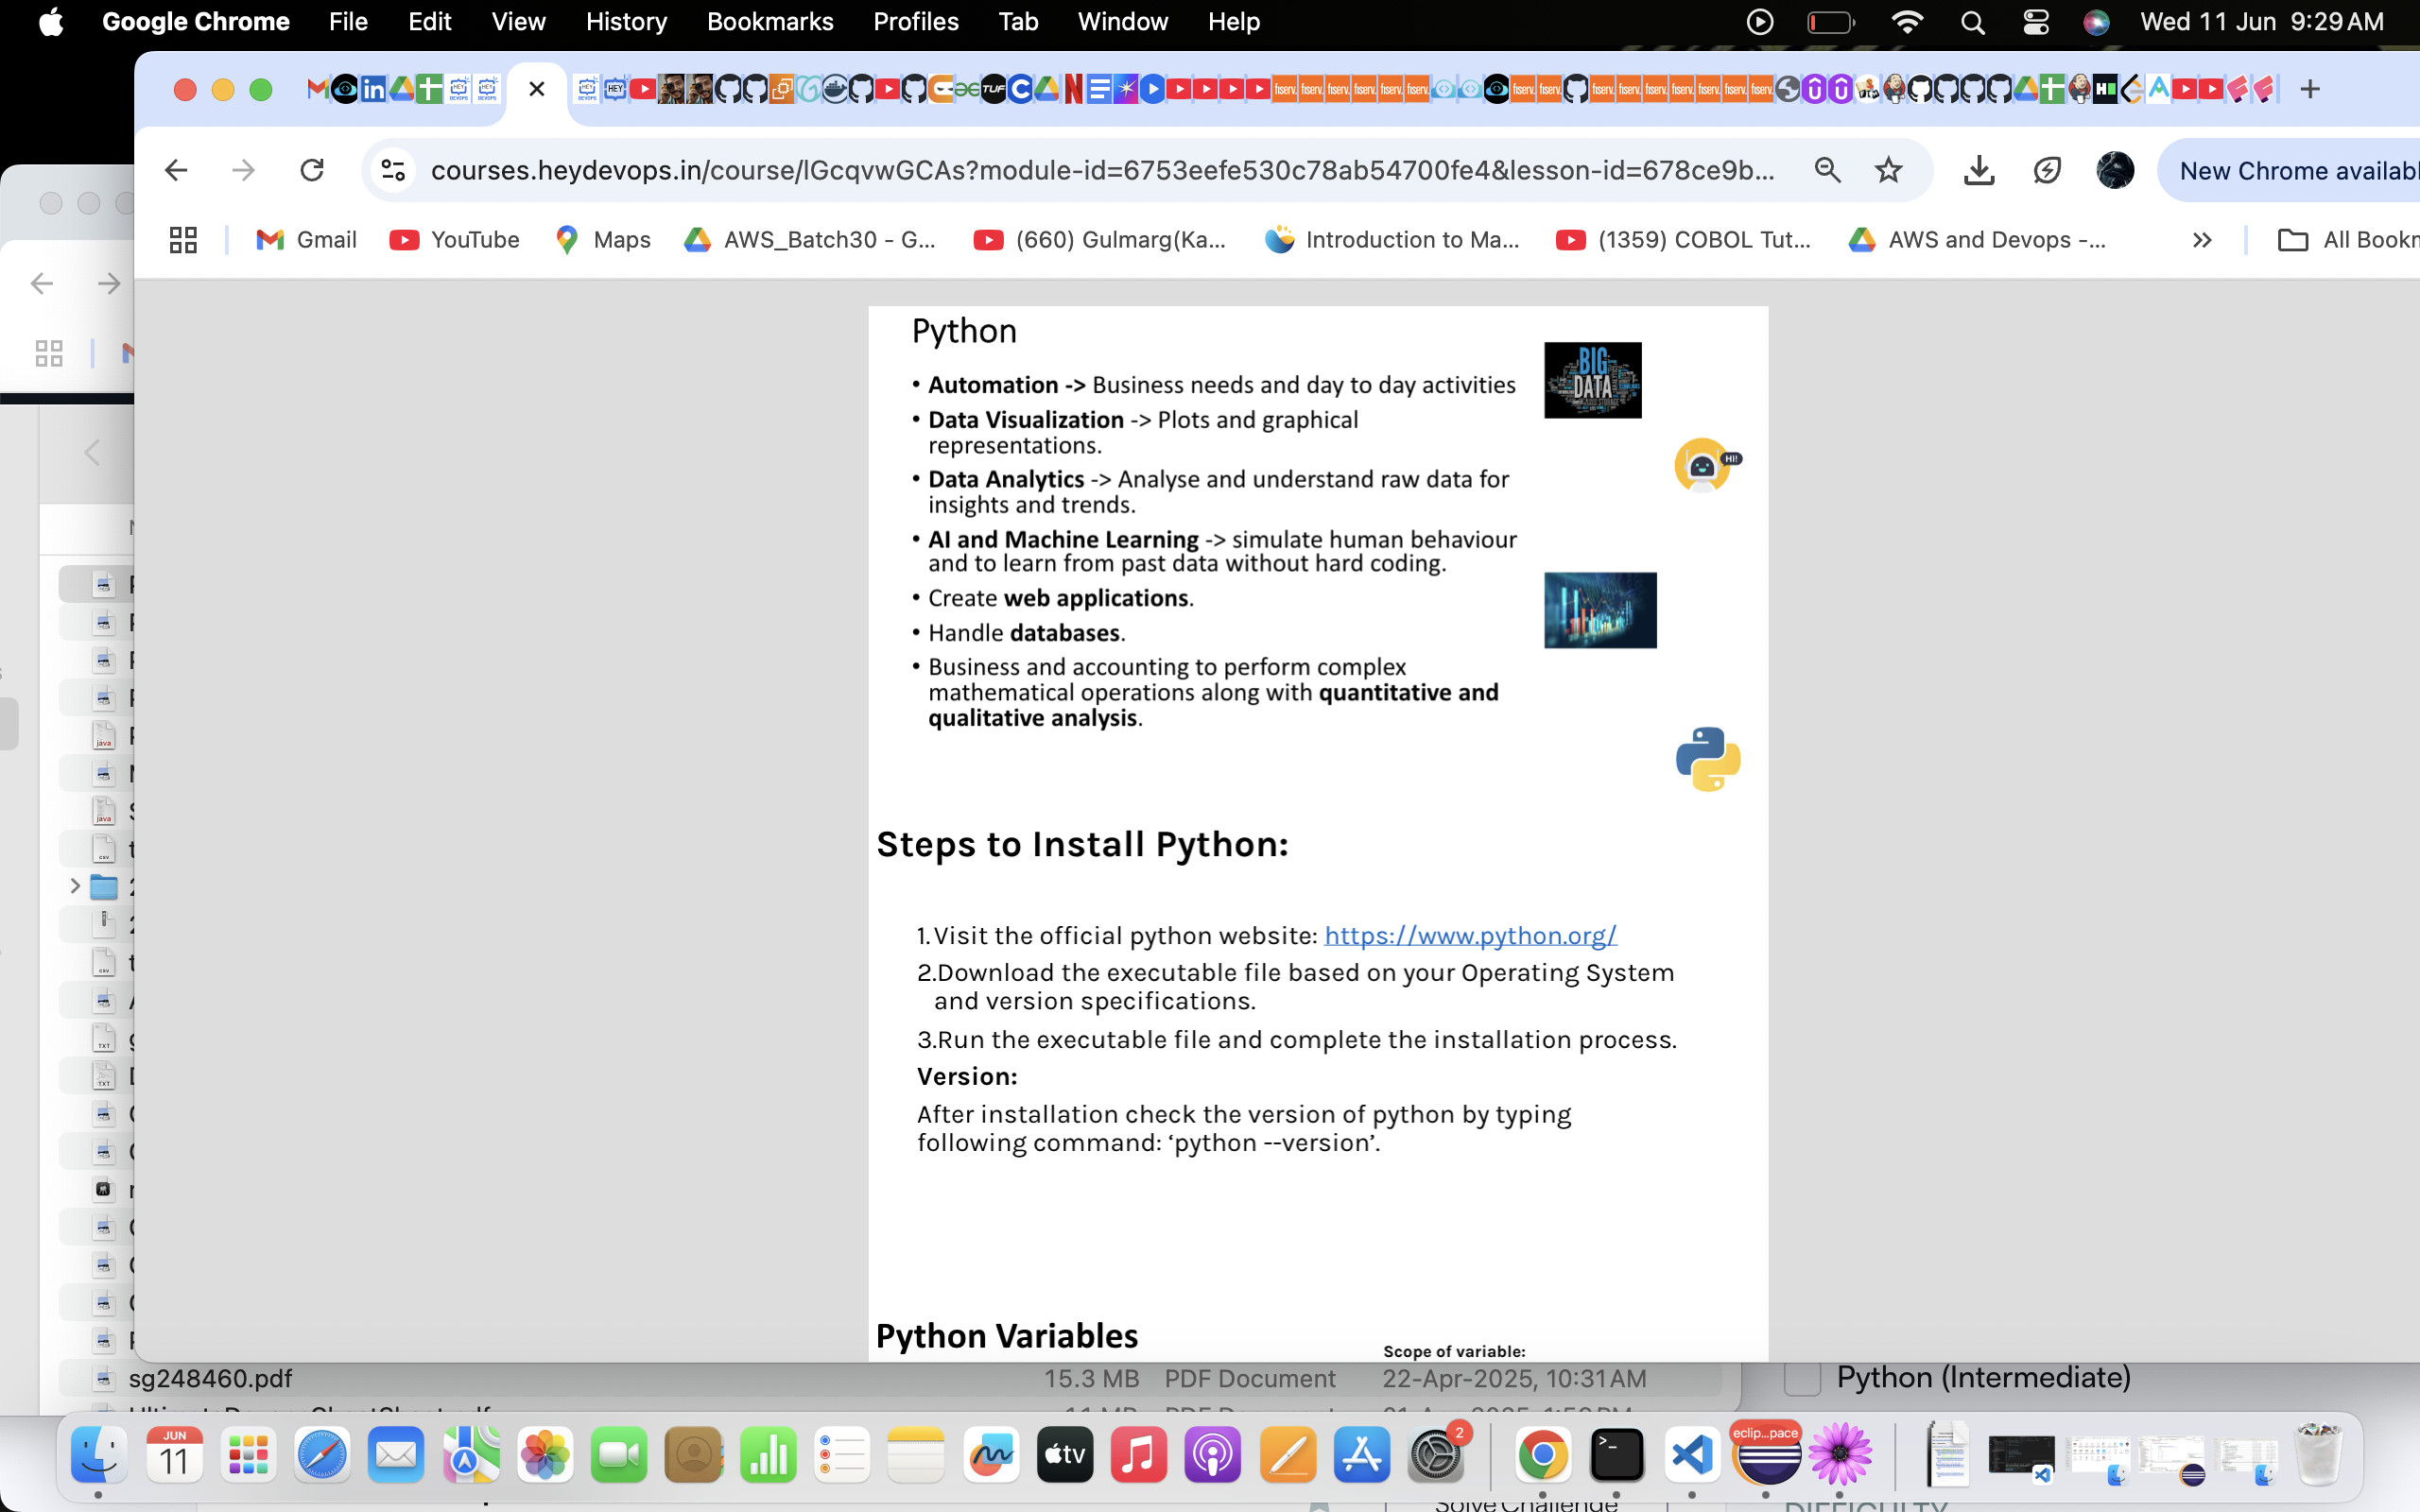 Google Chrome File Edit View History Bookmarks Profiles Tab Window Help Wed 11 Jun 9:29 AM
courses.heydevops.in/course/lGcqvwGCAs?module-id=6753eefe530c78ab54700fe4&lesson-id=678ce9b...
New Chrome availabl
Gmail YouTube Maps AWS_Batch30 - G... (660) Gulmarg(Ka... Introduction to Ma... (1359) COBOL Tut... AWS and Devops -... All Bookm
Python
BIG
DATA
• Automation -> Business needs and day to day activities
• Data Visualization -> Plots and graphical
representations.
HI!
• Data Analytics -> Analyse and understand raw data for
insights and trends.
• AI and Machine Learning -> simulate human behaviour
and to learn from past data without hard coding.
• Create web applications.
• Handle databases.
• Business and accounting to perform complex
mathematical operations along with quantitative and
qualitative analysis.
Steps to Install Python:
1. Visit the official python website: https://www.python.org/
2.Download the executable file based on your Operating System
and version specifications.
3.Run the executable file and complete the installation process.
Version:
After installation check the version of python by typing
following command: ‘python --version’.
Python Variables
Scope of variable:
sg248460.pdf 15.3 MB PDF Document 22-Apr-2025, 10:31 AM
Python (Intermediate)
JUN
11
tv
2
eclip...pace
Solve Challenge
DIFFICULTY